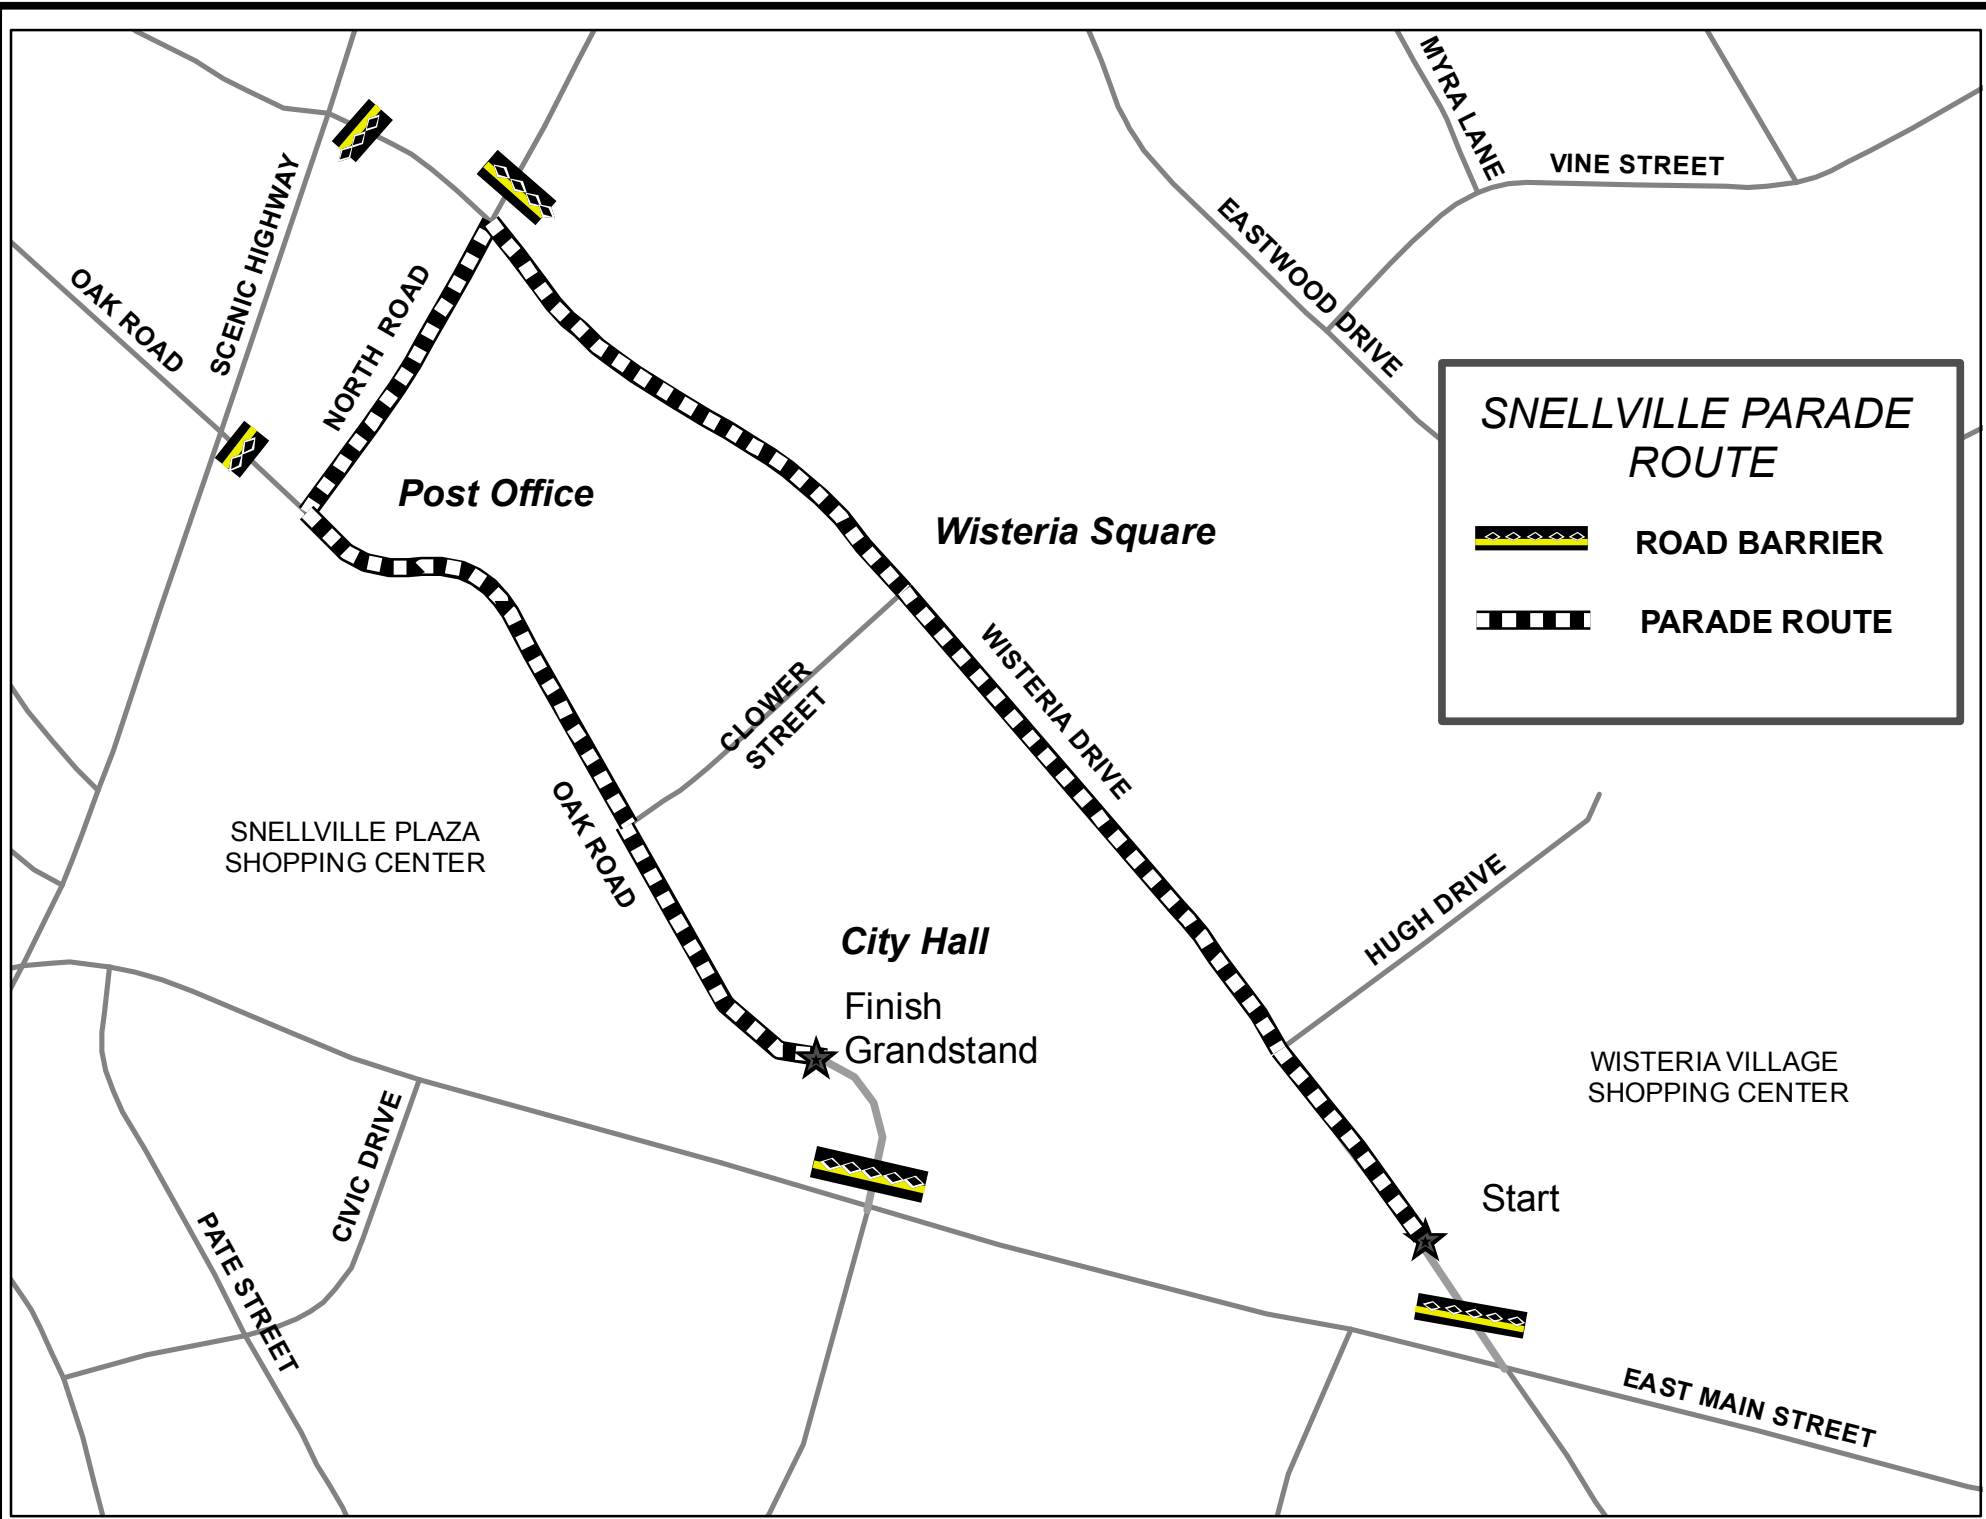 MYRA LANE
VINE STREET
SCENIC HIGHWAY
EASTWOOD DRIVE
OAK ROAD
NORTH ROAD
SNELLVILLE PARADE
ROUTE
ROAD BARRIER
PARADE ROUTE
Post Office
Wisteria Square
WISTERIA DRIVE
CLOWER
STREET
OAK ROAD
SNELLVILLE PLAZA
SHOPPING CENTER
HUGH DRIVE
City Hall
Finish
Grandstand
WISTERIA VILLAGE
SHOPPING CENTER
CIVIC DRIVE
Start
PATE STREET
EAST MAIN STREET